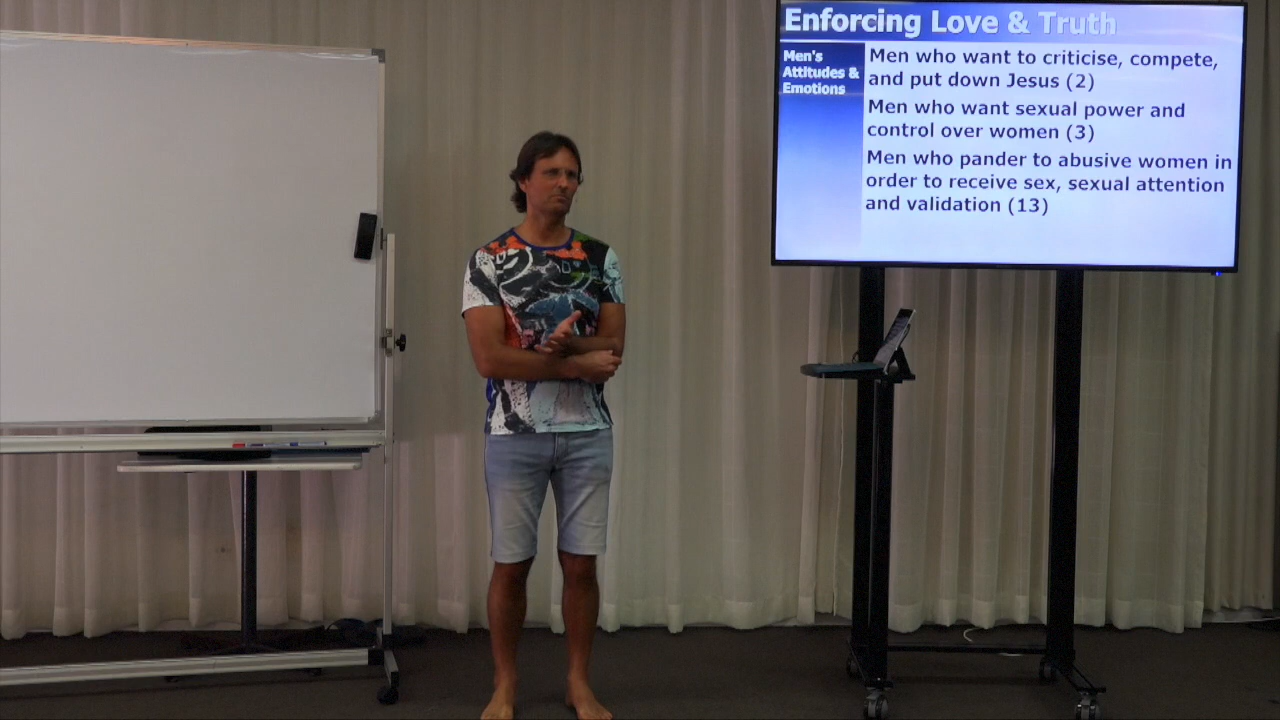 Enforcing Love & Truth
Men's
Attitudes &
Emotions
Men who want to criticise, compete,
and put down Jesus (2)
Men who want sexual power and
control over women (3)
Men who pander to abusive women in
order to receive sex, sexual attention
and validation (13)